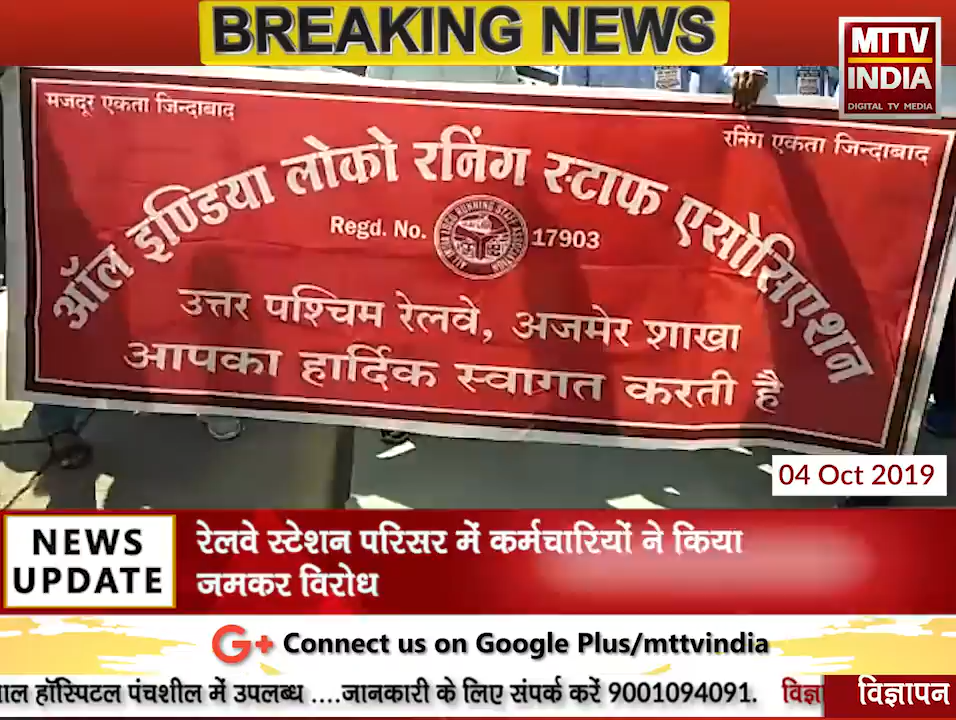 BREAKING NEWS
MTTV
INDIA
DIGITAL TV MEDIA
मजदूर एकता जिन्दाबाद
रनिंग एकता जिन्दाबाद
ऑल इण्डिया लोको रनिंग स्टाफ एसोसिएशन
Regd. No. 17903
उत्तर पश्चिम रेलवे, अजमेर शाखा
आपका हार्दिक स्वागत करती है
04 Oct 2019
NEWS
UPDATE
रेलवे स्टेशन परिसर में कर्मचारियों ने किया
जमकर विरोध
G+ Connect us on Google Plus/mttvindia
हॉस्पिटल पंचशील में उपलब्ध ....जानकारी के लिए संपर्क करें 9001094091.
विज्ञापन